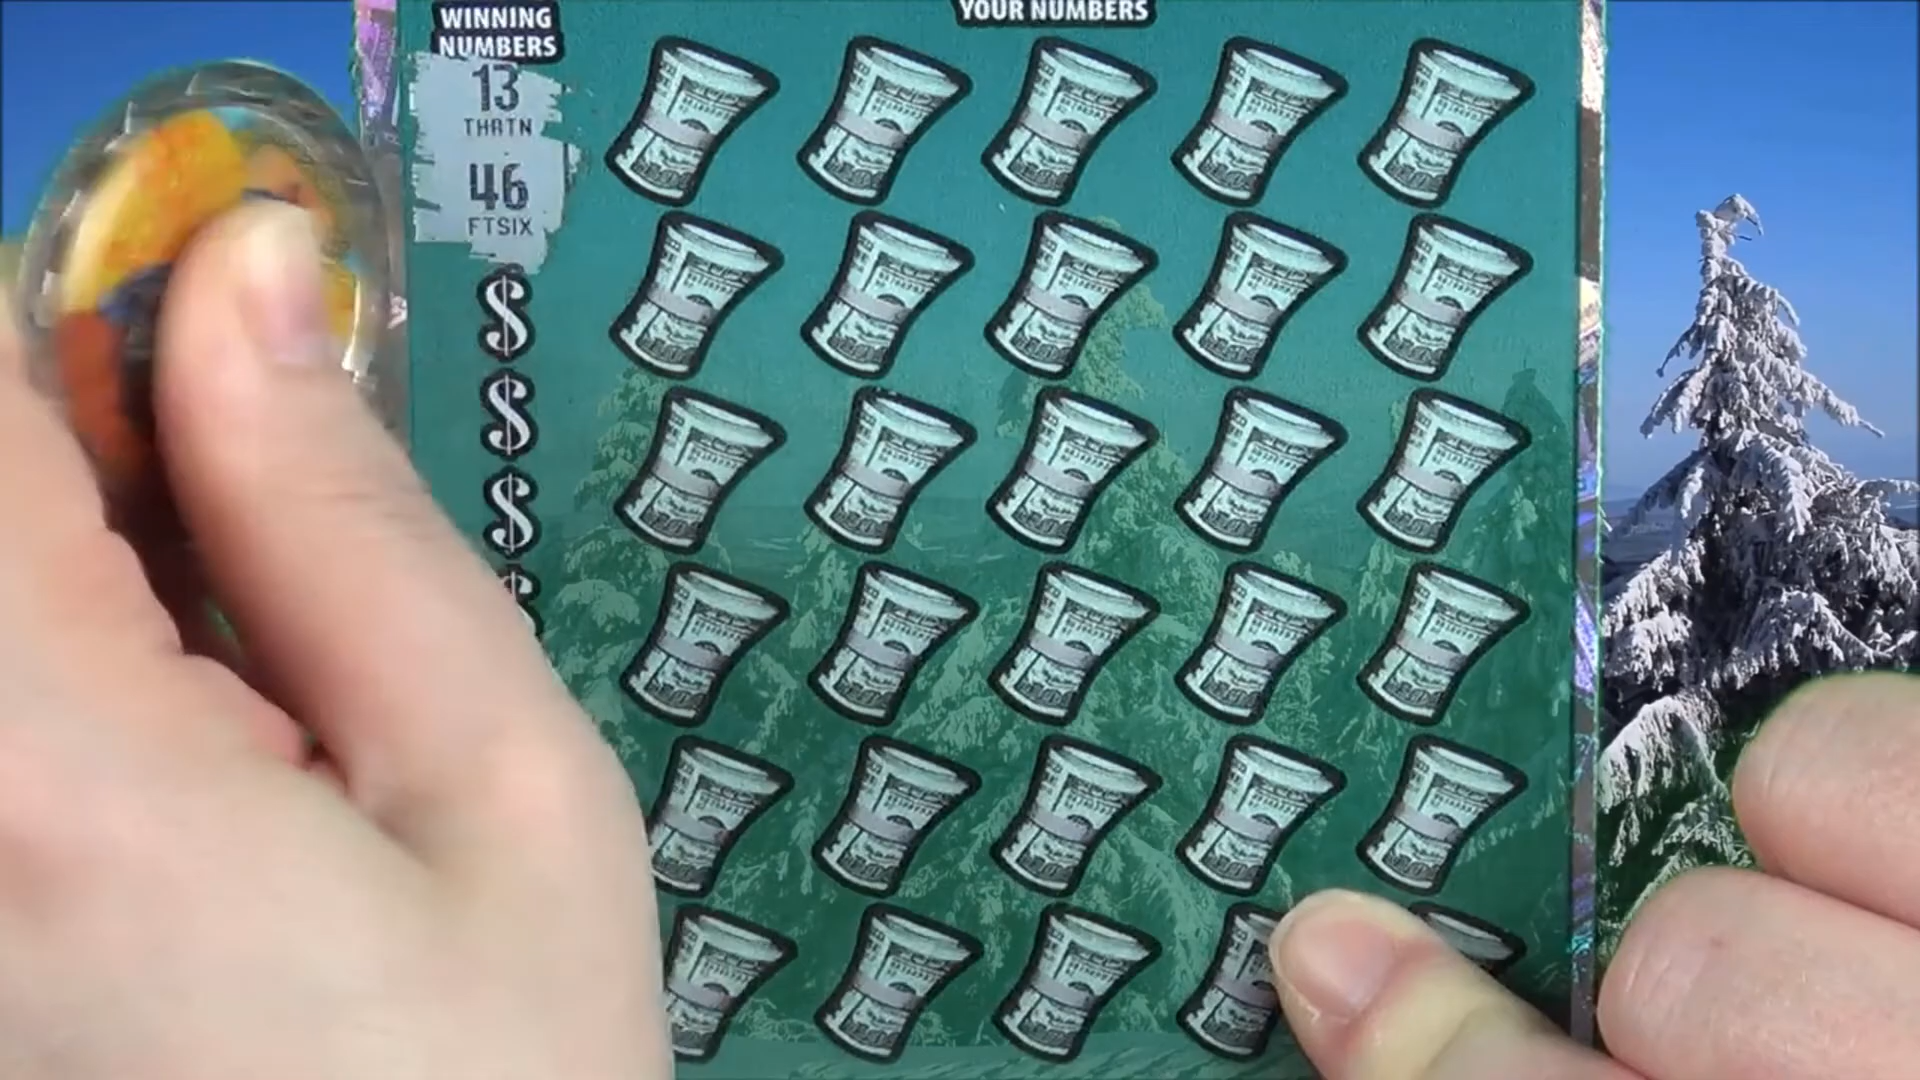 WINNING
NUMBERS
YOUR NUMBERS
13
THRTN
46
FTSIX
$
$
$
$